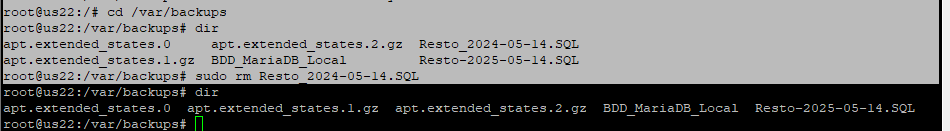 root@us22:/# cd /var/backups
root@us22:/var/backups# dir
apt.extended_states.0     apt.extended_states.2.gz  Resto_2024-05-14.SQL
apt.extended_states.1.gz  BDD_MariaDB_Local         Resto-2025-05-14.SQL
root@us22:/var/backups# sudo rm Resto_2024-05-14.SQL
root@us22:/var/backups# dir
apt.extended_states.0  apt.extended_states.1.gz  apt.extended_states.2.gz  BDD_MariaDB_Local  Resto-2025-05-14.SQL
root@us22:/var/backups#